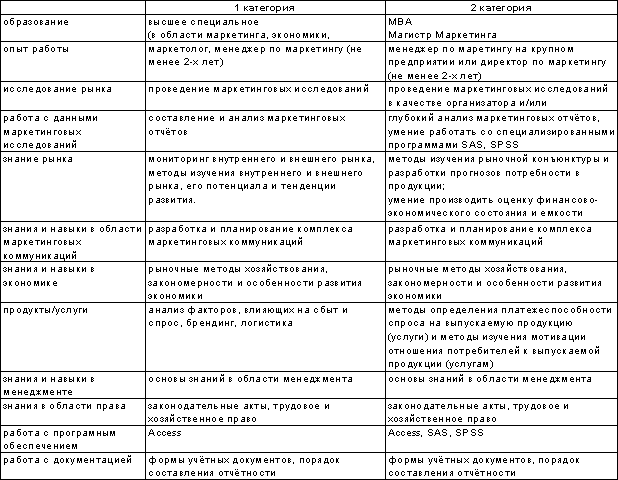 1 категория
2 категория
образование
высшее специальное
(в области маркетинга, экономики,
MBA
Магистр Маркетинга
опыт работы
маркетолог, менеджер по маркетингу (не
менее 2-х лет)
менеджер по маретингу на крупном
предприятии или директор по маркетингу
(не менее 2-х лет)
исследование рынка
проведение маркетинговых исследований
проведение маркетинговых исследований
в качестве организатора и/или
работа с данными
маркетинговых
исследований
составление и анализ маркетинговых
отчётов
глубокий анализ маркетинговых отчётов,
умение работать со специализированными
программами SAS, SPSS
знание рынка
мониторинг внутреннего и внешнего рынка,
методы изучения внутреннего и внешнего
рынка, его потенциала и тенденции
развития.
методы изучения рыночной конъюнктуры и
разработки прогнозов потребности в
продукции;
умение производить оценку финансово-
экономического состояния и емкости
знания и навыки в области
маркетинговых
коммуникаций
разработка и планирование комплекса
маркетинговых коммуникаций
разработка и планирование комплекса
маркетинговых коммуникаций
знания и навыки в
экономике
рыночные методы хозяйствования,
закономерности и особенности развития
экономики
рыночные методы хозяйствования,
закономерности и особенности развития
экономики
продукты/услуги
анализ факторов, влияющих на сбыт и
спрос, брендинг, логистика
методы определения платежеспособности
спроса на выпускаемую продукцию
(услуги) и методы изучения мотивации
отношения потребителей к выпускаемой
продукции (услугам)
знания и навыки в
менеджменте
основы знаний в области менеджмента
основы знаний в области менеджмента
знания в области права
законодательные акты, трудовое и
хозяйственное право
законодательные акты, трудовое и
хозяйственное право
работа с програмным
обеспечением
Access
Access, SAS, SPSS
работа с документацией
формы учётных документов, порядок
составления отчётности
формы учётных документов, порядок
составления отчётности